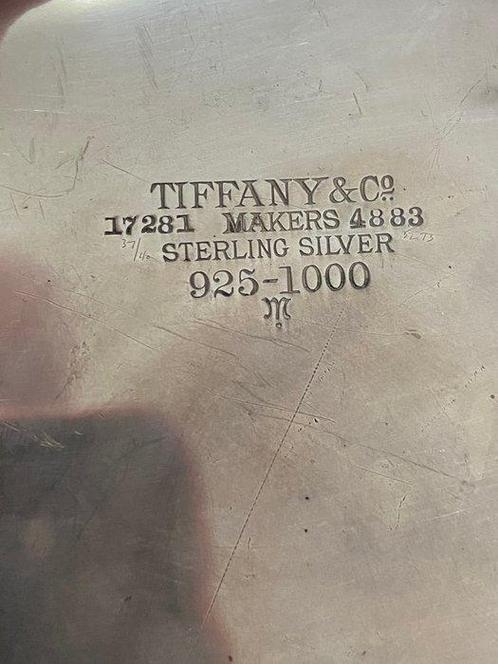 TIFFANY & Co.
17281 MAKERS 4883
STERLING SILVER
925-1000
M